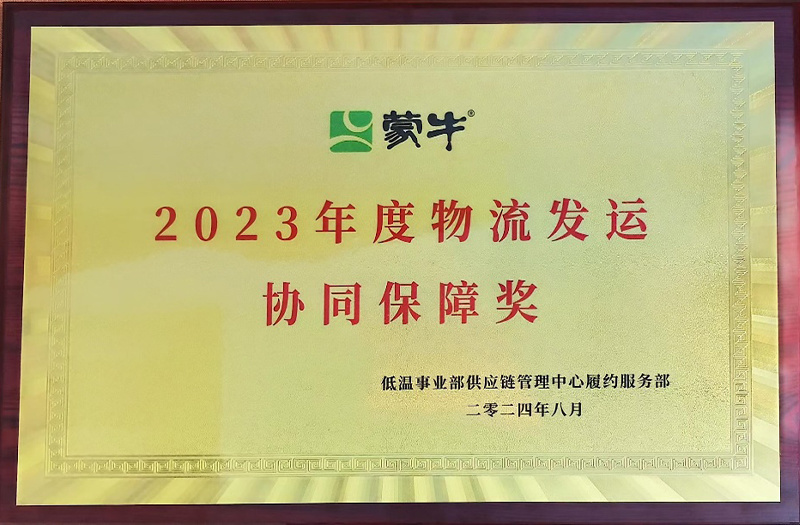 蒙牛®
2023年度物流发运
协同保障奖
低温事业部供应链管理中心履约服务部
二零二四年八月